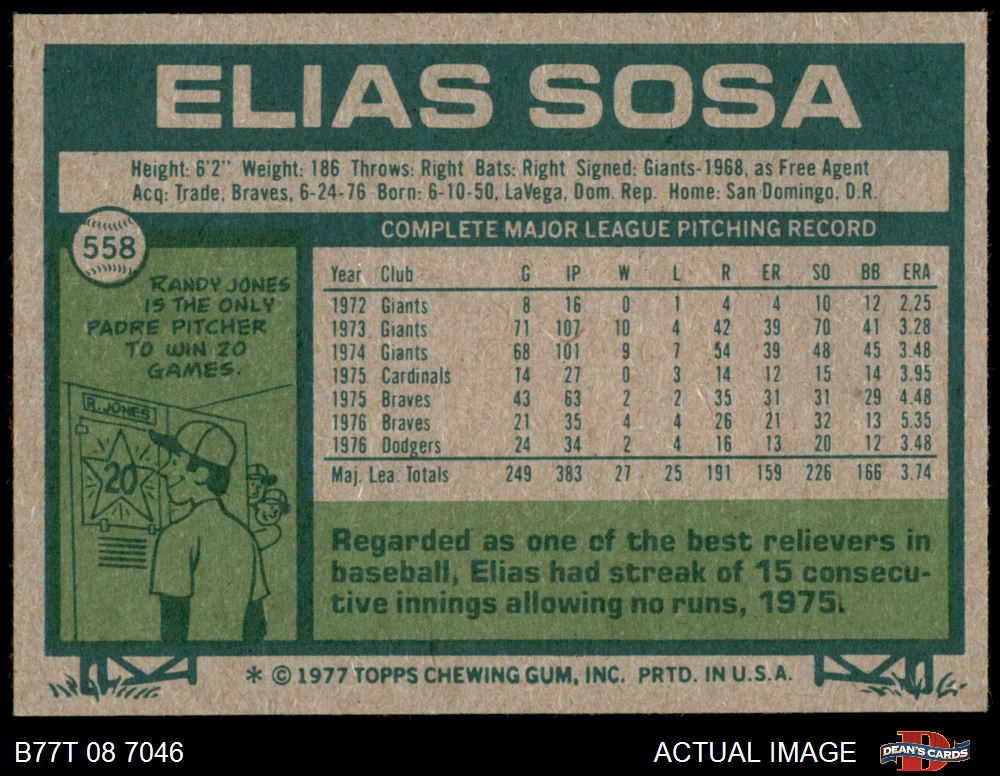 ELIAS SOSA
Height: 6'2" Weight: 186 Throws: Right Bats: Right Signed: Giants-1968, as Free Agent
Acq: Trade, Braves, 6-24-76 Born: 6-10-50, LaVega, Dom. Rep. Home: San Domingo, D.R.
558
RANDY JONES
IS THE ONLY
PADRE PITCHER
TO WIN 20
GAMES.
R. JONES
20
COMPLETE MAJOR LEAGUE PITCHING RECORD
Year Club G IP W L R ER SO BB ERA
1972 Giants 8 16 0 1 4 4 10 12 2.25
1973 Giants 71 107 10 4 42 39 70 41 3.28
1974 Giants 68 101 9 7 54 39 48 45 3.48
1975 Cardinals 14 27 0 3 14 12 15 14 3.95
1975 Braves 43 63 2 2 35 31 31 29 4.48
1976 Braves 21 35 4 4 26 21 32 13 5.35
1976 Dodgers 24 34 2 4 16 13 20 12 3.48
Maj. Lea. Totals 249 383 27 25 191 159 226 166 3.74
Regarded as one of the best relievers in
baseball, Elias had streak of 15 consecu-
tive innings allowing no runs, 1975.
* © 1977 TOPPS CHEWING GUM, INC. PRTD. IN U.S.A.
B77T 08 7046
ACTUAL IMAGE
DEAN'S CARDS